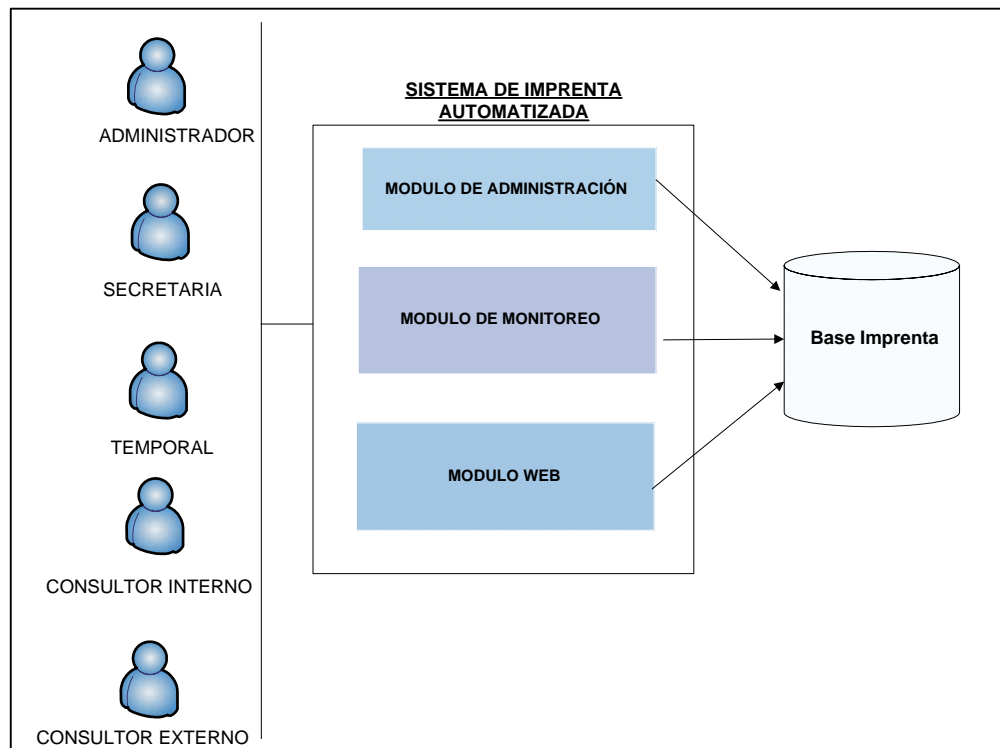 ADMINISTRADOR
SECRETARIA
TEMPORAL
CONSULTOR INTERNO
CONSULTOR EXTERNO
SISTEMA DE IMPRENTA
AUTOMATIZADA
MODULO DE ADMINISTRACIÓN
MODULO DE MONITOREO
MODULO WEB
Base Imprenta